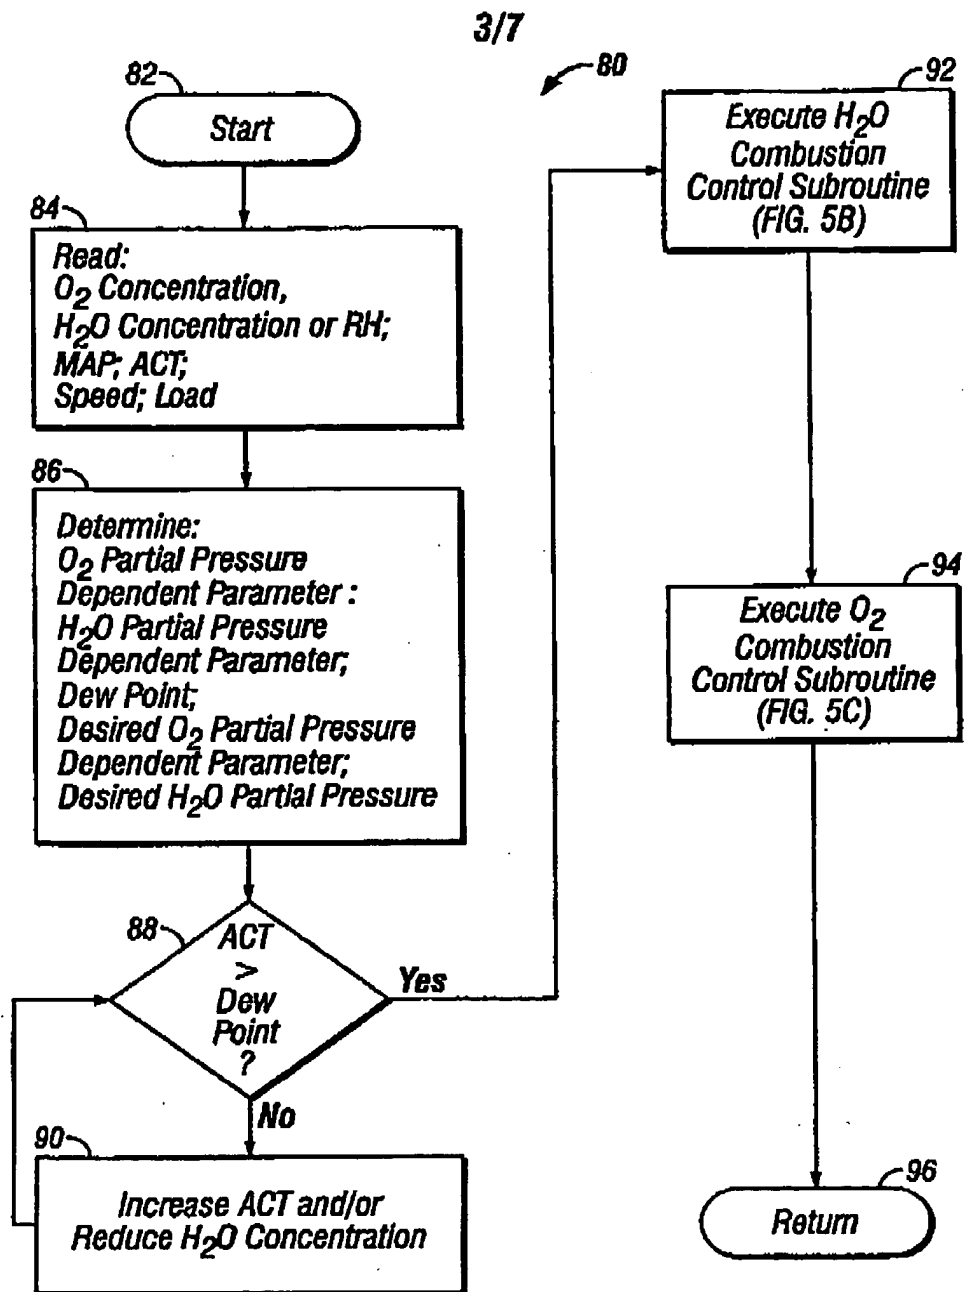 3/7
80
82
Start
84
Read:
O2 Concentration,
H2O Concentration or RH;
MAP; ACT;
Speed; Load
86
Determine:
O2 Partial Pressure
Dependent Parameter :
H2O Partial Pressure
Dependent Parameter;
Dew Point;
Desired O2 Partial Pressure
Dependent Parameter;
Desired H2O Partial Pressure
88
ACT
>
Dew
Point
?
Yes
No
90
Increase ACT and/or
Reduce H2O Concentration
92
Execute H2O
Combustion
Control Subroutine
(FIG. 5B)
94
Execute O2
Combustion
Control Subroutine
(FIG. 5C)
96
Return